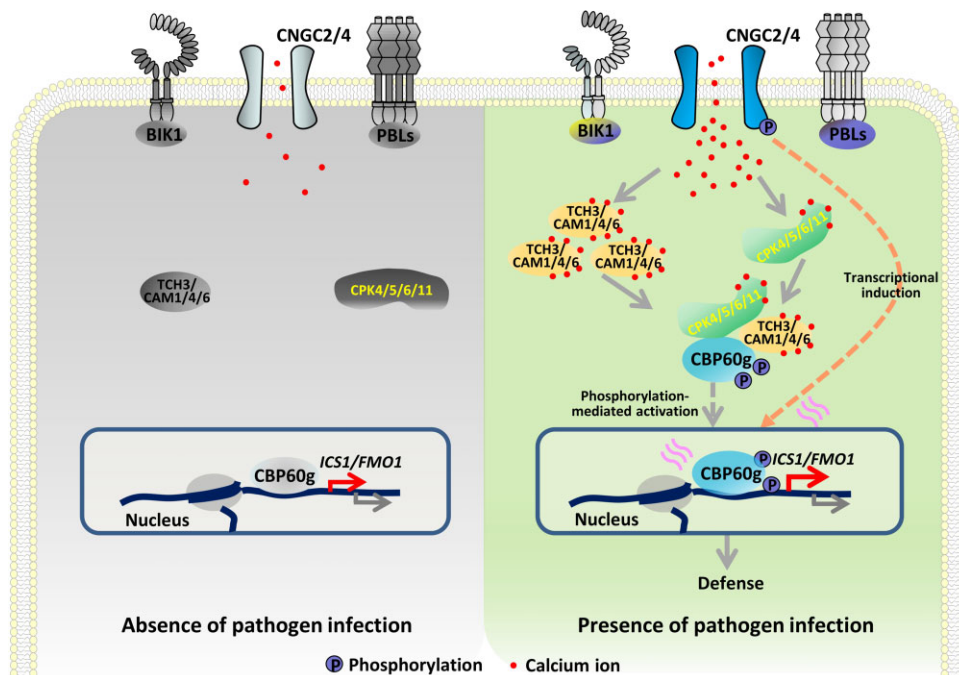 CNGC2/4
BIK1
PBLs
TCH3/
CAM1/4/6
CPK4/5/6/11
CBP60g
ICS1/FMO1
Nucleus
Absence of pathogen infection
CNGC2/4
P
BIK1
PBLs
TCH3/
CAM1/4/6
TCH3/
CAM1/4/6
TCH3/
CAM1/4/6
CPK4/5/6/11
Transcriptional
induction
CPK4/5/6/11
TCH3/
CAM1/4/6
CBP60g
P
P
Phosphorylation-
mediated activation
CBP60g
P
P
ICS1/FMO1
Nucleus
Defense
Presence of pathogen infection
P Phosphorylation
Calcium ion